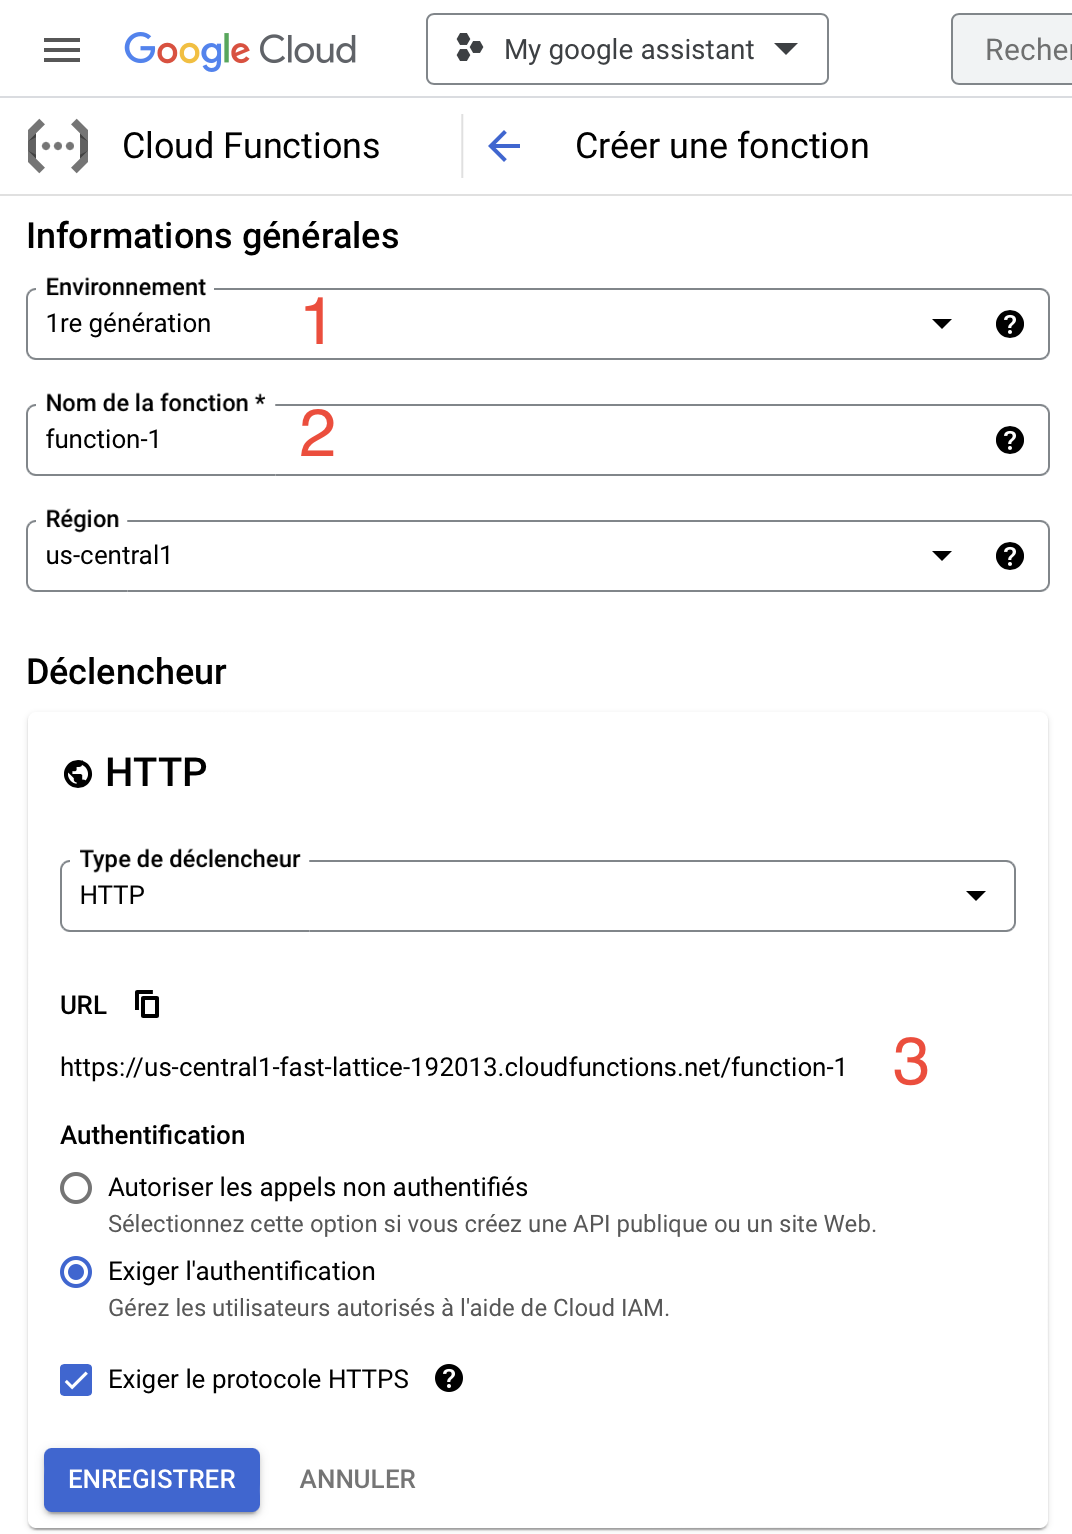 Google Cloud
My google assistant
Recher
Cloud Functions
Créer une fonction
Informations générales
Environnement
1re génération
1
Nom de la fonction *
function-1
2
Région
us-central1
Déclencheur
HTTP
Type de déclencheur
HTTP
URL
https://us-central1-fast-lattice-192013.cloudfunctions.net/function-1
3
Authentification
Autoriser les appels non authentifiés
Sélectionnez cette option si vous créez une API publique ou un site Web.
Exiger l'authentification
Gérez les utilisateurs autorisés à l'aide de Cloud IAM.
Exiger le protocole HTTPS
ENREGISTRER
ANNULER